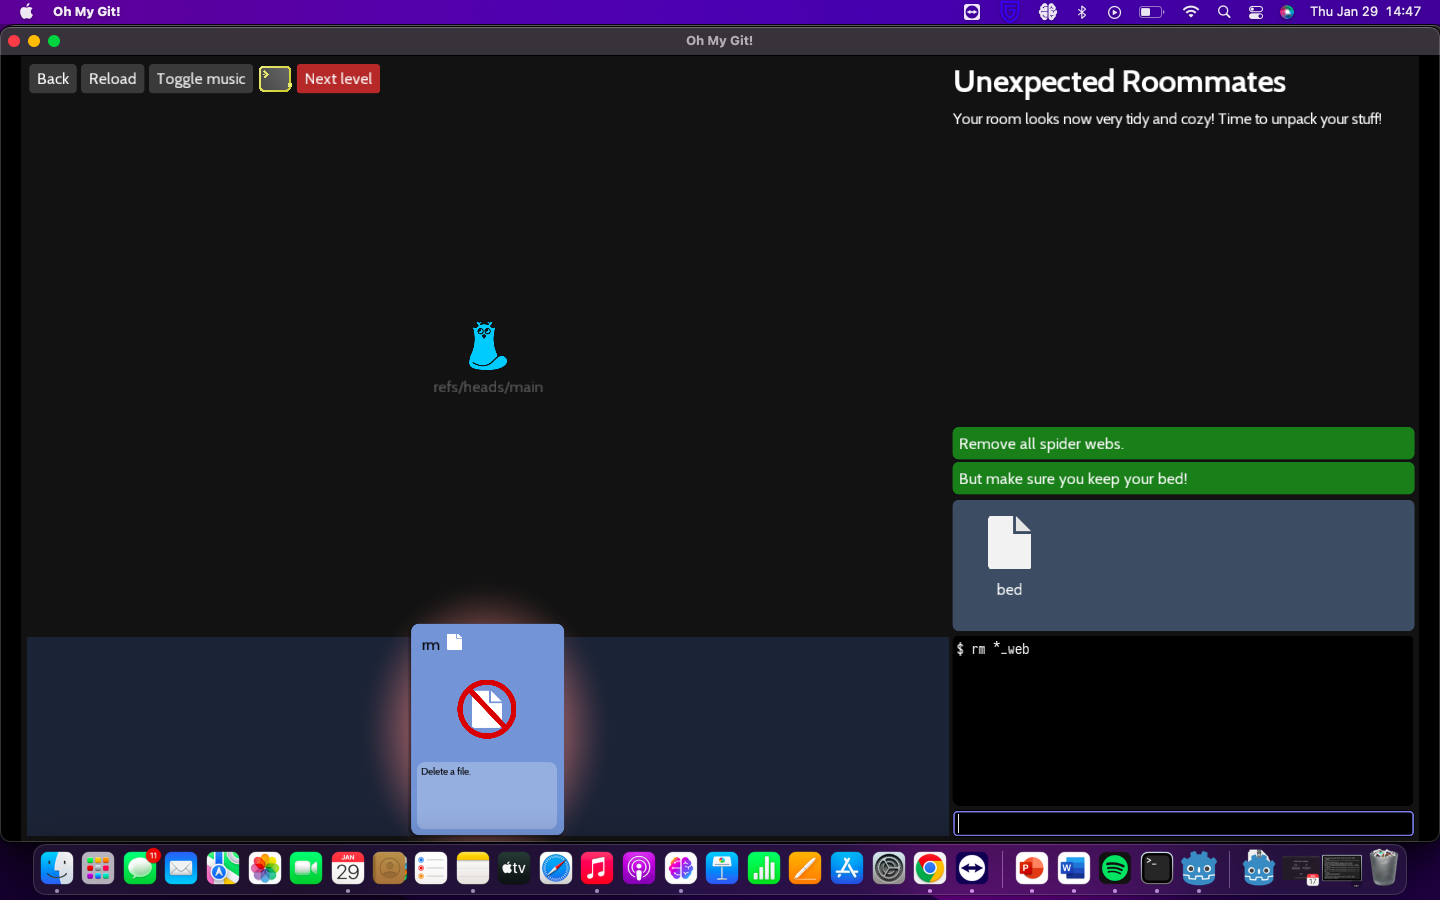 Oh My Git!
Thu Jan 29 14:47
Oh My Git!
Back
Reload
Toggle music
Next level
Unexpected Roommates
Your room looks now very tidy and cozy! Time to unpack your stuff!
refs/heads/main
Remove all spider webs.
But make sure you keep your bed!
bed
rm
Delete a file.
$ rm *_web
11
JAN
29
tv
17